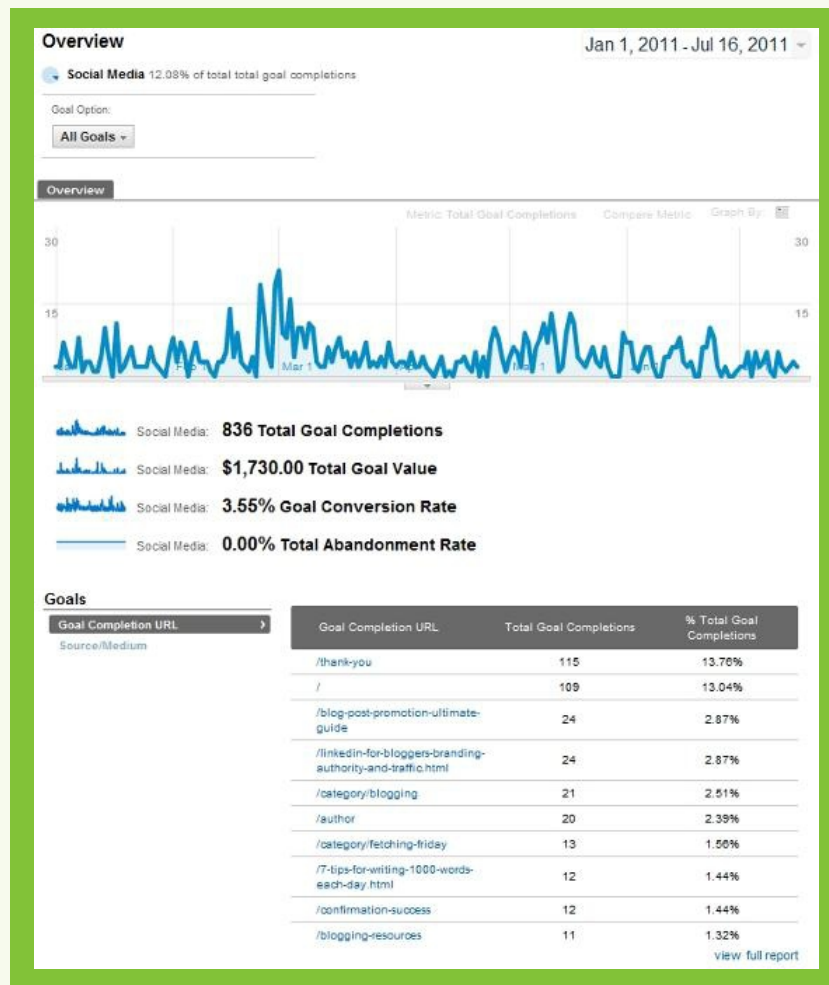 Overview
Jan 1, 2011 - Jul 16, 2011
Social Media 12.08% of total total goal completions
Goal Option:
All Goals
Overview
Metric: Total Goal Completions Compare Metric Graph By:
30 30
15 15
Feb 1 Mar 1
Social Media: 836 Total Goal Completions
Social Media: $1,730.00 Total Goal Value
Social Media: 3.55% Goal Conversion Rate
Social Media: 0.00% Total Abandonment Rate
Goals
Goal Completion URL
Source/Medium
Goal Completion URL Total Goal Completions % Total Goal
Completions
/thank-you 115 13.76%
/ 109 13.04%
/blog-post-promotion-ultimate-
guide 24 2.87%
/linkedin-for-bloggers-branding-
authority-and-traffic.html 24 2.87%
/category/blogging 21 2.51%
/author 20 2.39%
/category/fetching-friday 13 1.56%
/7-tips-for-writing-1000-words-
each-day.html 12 1.44%
/confirmation-success 12 1.44%
/blogging-resources 11 1.32%
view full report